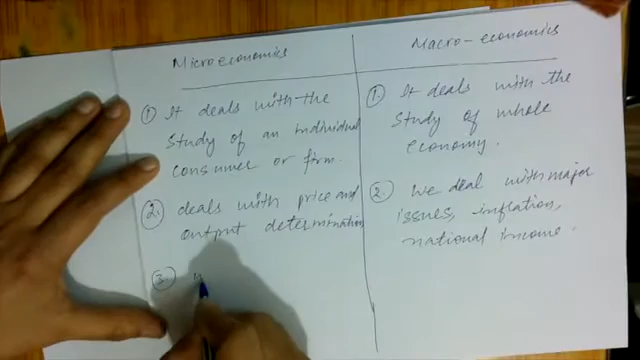 Microeconomics
① It deals with the
study of an individual
consumer or firm.
②. deals with price and
output determination
③.
Macro-economics
① It deals with the
study of whole
economy.
②. We deal with major
issues, inflation,
national income.